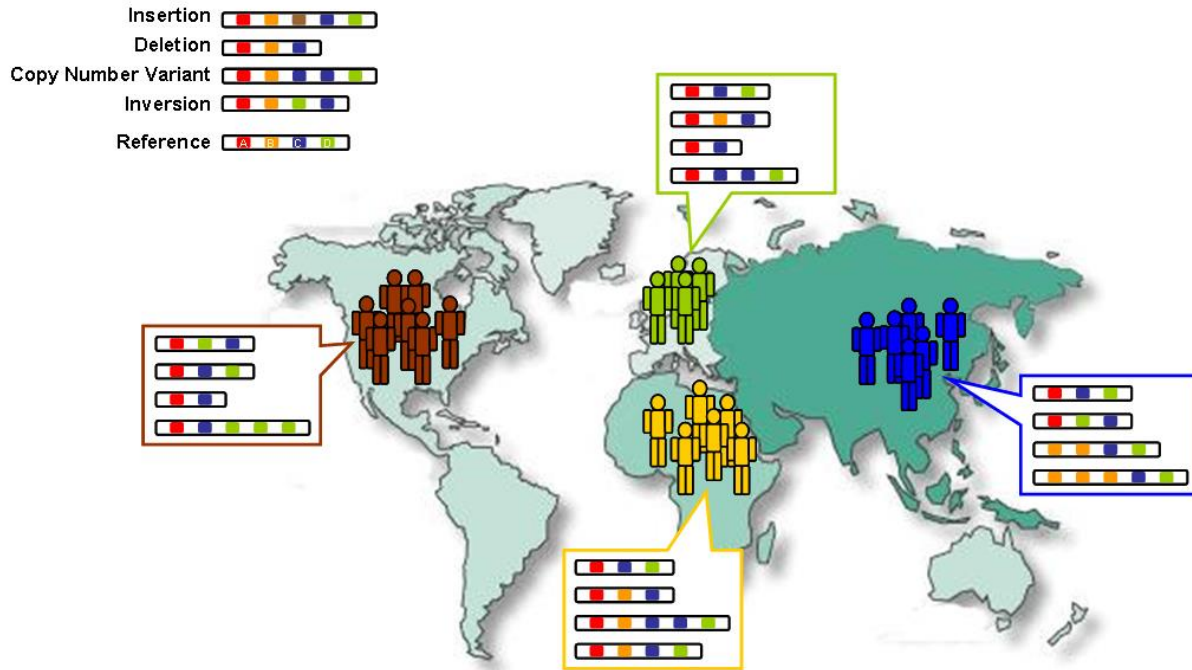 Insertion
Deletion
Copy Number Variant
Inversion
Reference A B C D